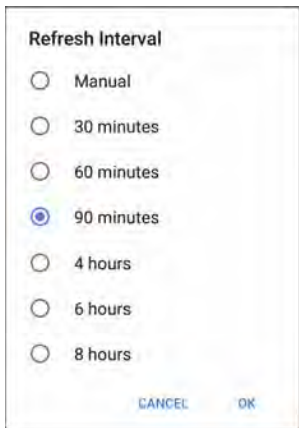 Refresh Interval
Manual
30 minutes
60 minutes
90 minutes
4 hours
6 hours
8 hours
CANCEL OK